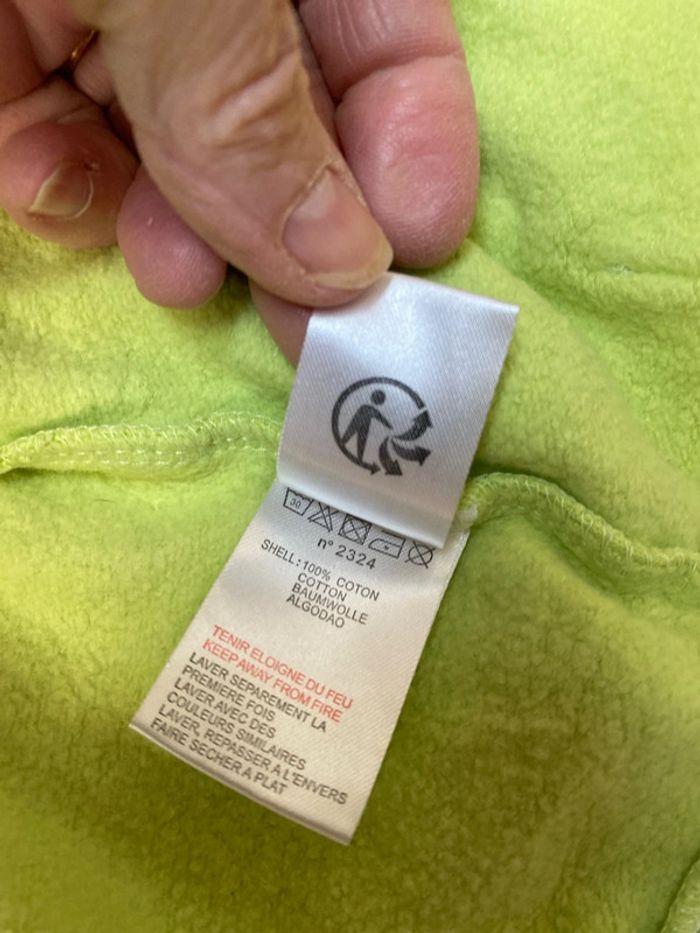 30
n° 2324
SHELL: 100% COTON
COTTON
BAUMWOLLE
ALGODAO
TENIR ELOIGNE DU FEU
KEEP AWAY FROM FIRE
LAVER SEPAREMENT LA
PREMIERE FOIS
LAVER AVEC DES
COULEURS SIMILAIRES
LAVER, REPASSER A L'ENVERS
FAIRE SECHER A PLAT